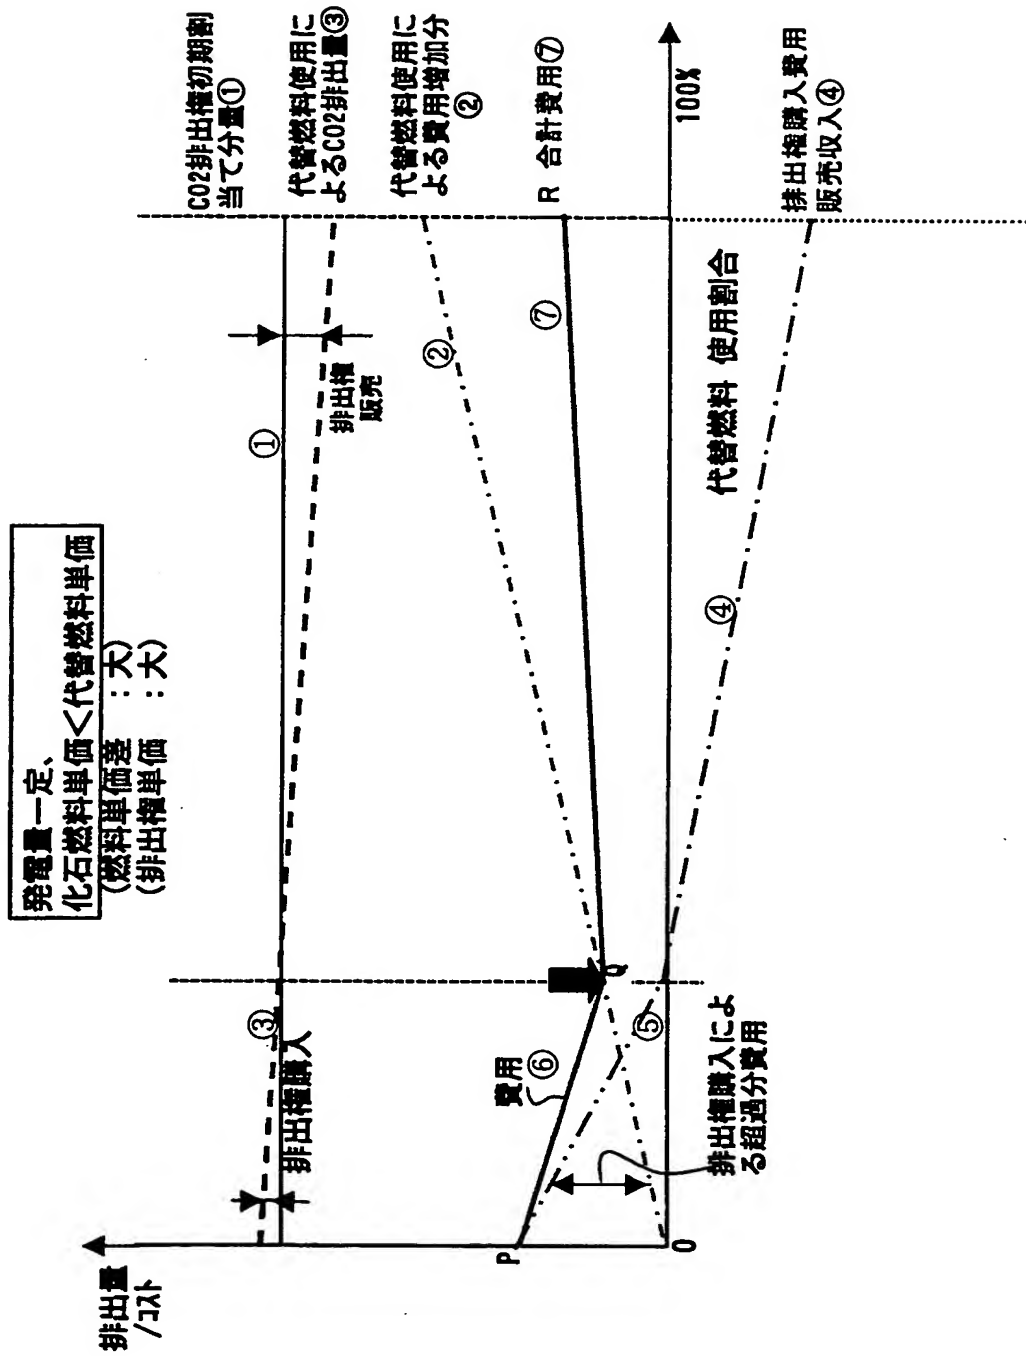 発電量一定、
化石燃料単価＜代替燃料単価
(燃料単価差 :大)
(排出権単価 :大)
排出量
/コスト
CO2排出権初期割
当て分量①
代替燃料使用に
よるCO2排出量③
代替燃料使用に
よる費用増加分
②
R 合計費用⑦
100%
排出権購入費用
販売収入④
①
③
排出権購入
排出権
販売
②
⑦
費用
⑥
P
Q
⑤
O
代替燃料 使用割合
④
排出権購入によ
る超過分費用